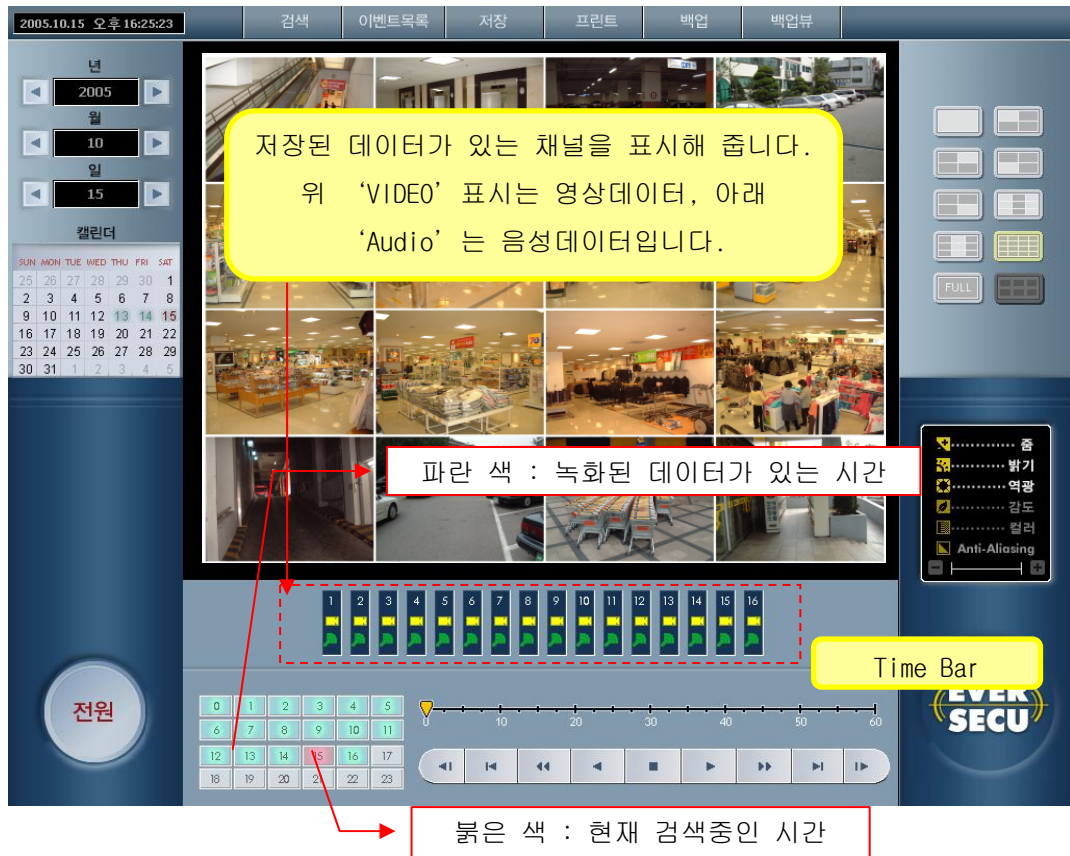 2005.10.15 오후 16:25:23
검색 이벤트목록 저장 프린트 백업 백업뷰
년
2005
월
10
일
15
캘린더
SUN MON TUE WED THU FRI SAT
25 26 27 28 29 30 1
2 3 4 5 6 7 8
9 10 11 12 13 14 15
16 17 18 19 20 21 22
23 24 25 26 27 28 29
30 31 1 2 3 4 5
저장된 데이터가 있는 채널을 표시해 줍니다.
위 ‘VIDEO’ 표시는 영상데이터, 아래
‘Audio’ 는 음성데이터입니다.
FULL
파란 색 : 녹화된 데이터가 있는 시간
줌
밝기
역광
감도
컬러
Anti-Aliasing
1 2 3 4 5 6 7 8 9 10 11 12 13 14 15 16
Time Bar
EVER
SECU
전원
0 1 2 3 4 5
6 7 8 9 10 11
12 13 14 15 16 17
18 19 20 21 22 23
0 10 20 30 40 50 60
붉은 색 : 현재 검색중인 시간